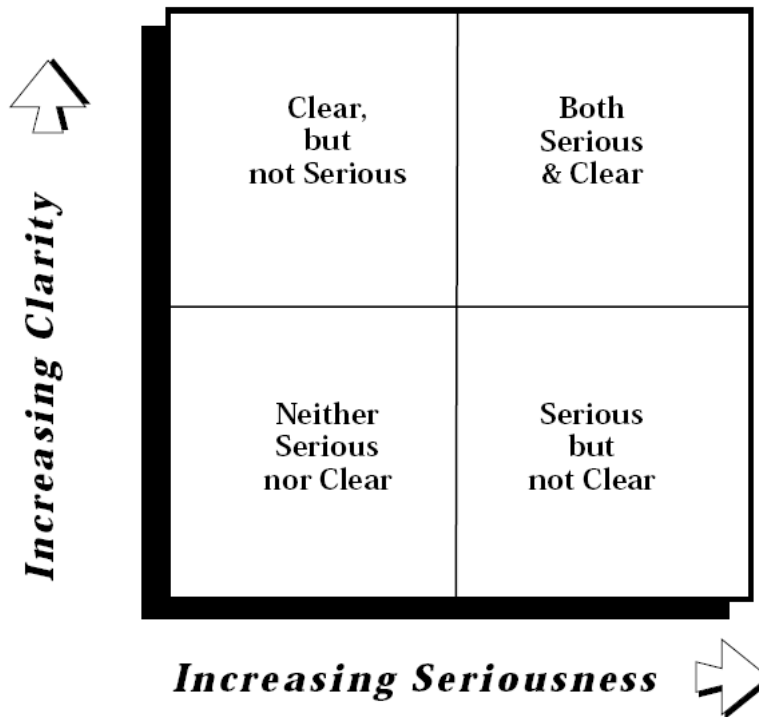 Clear,
but
not Serious
Both
Serious
& Clear
Increasing Clarity
Neither
Serious
nor Clear
Serious
but
not Clear
Increasing Seriousness